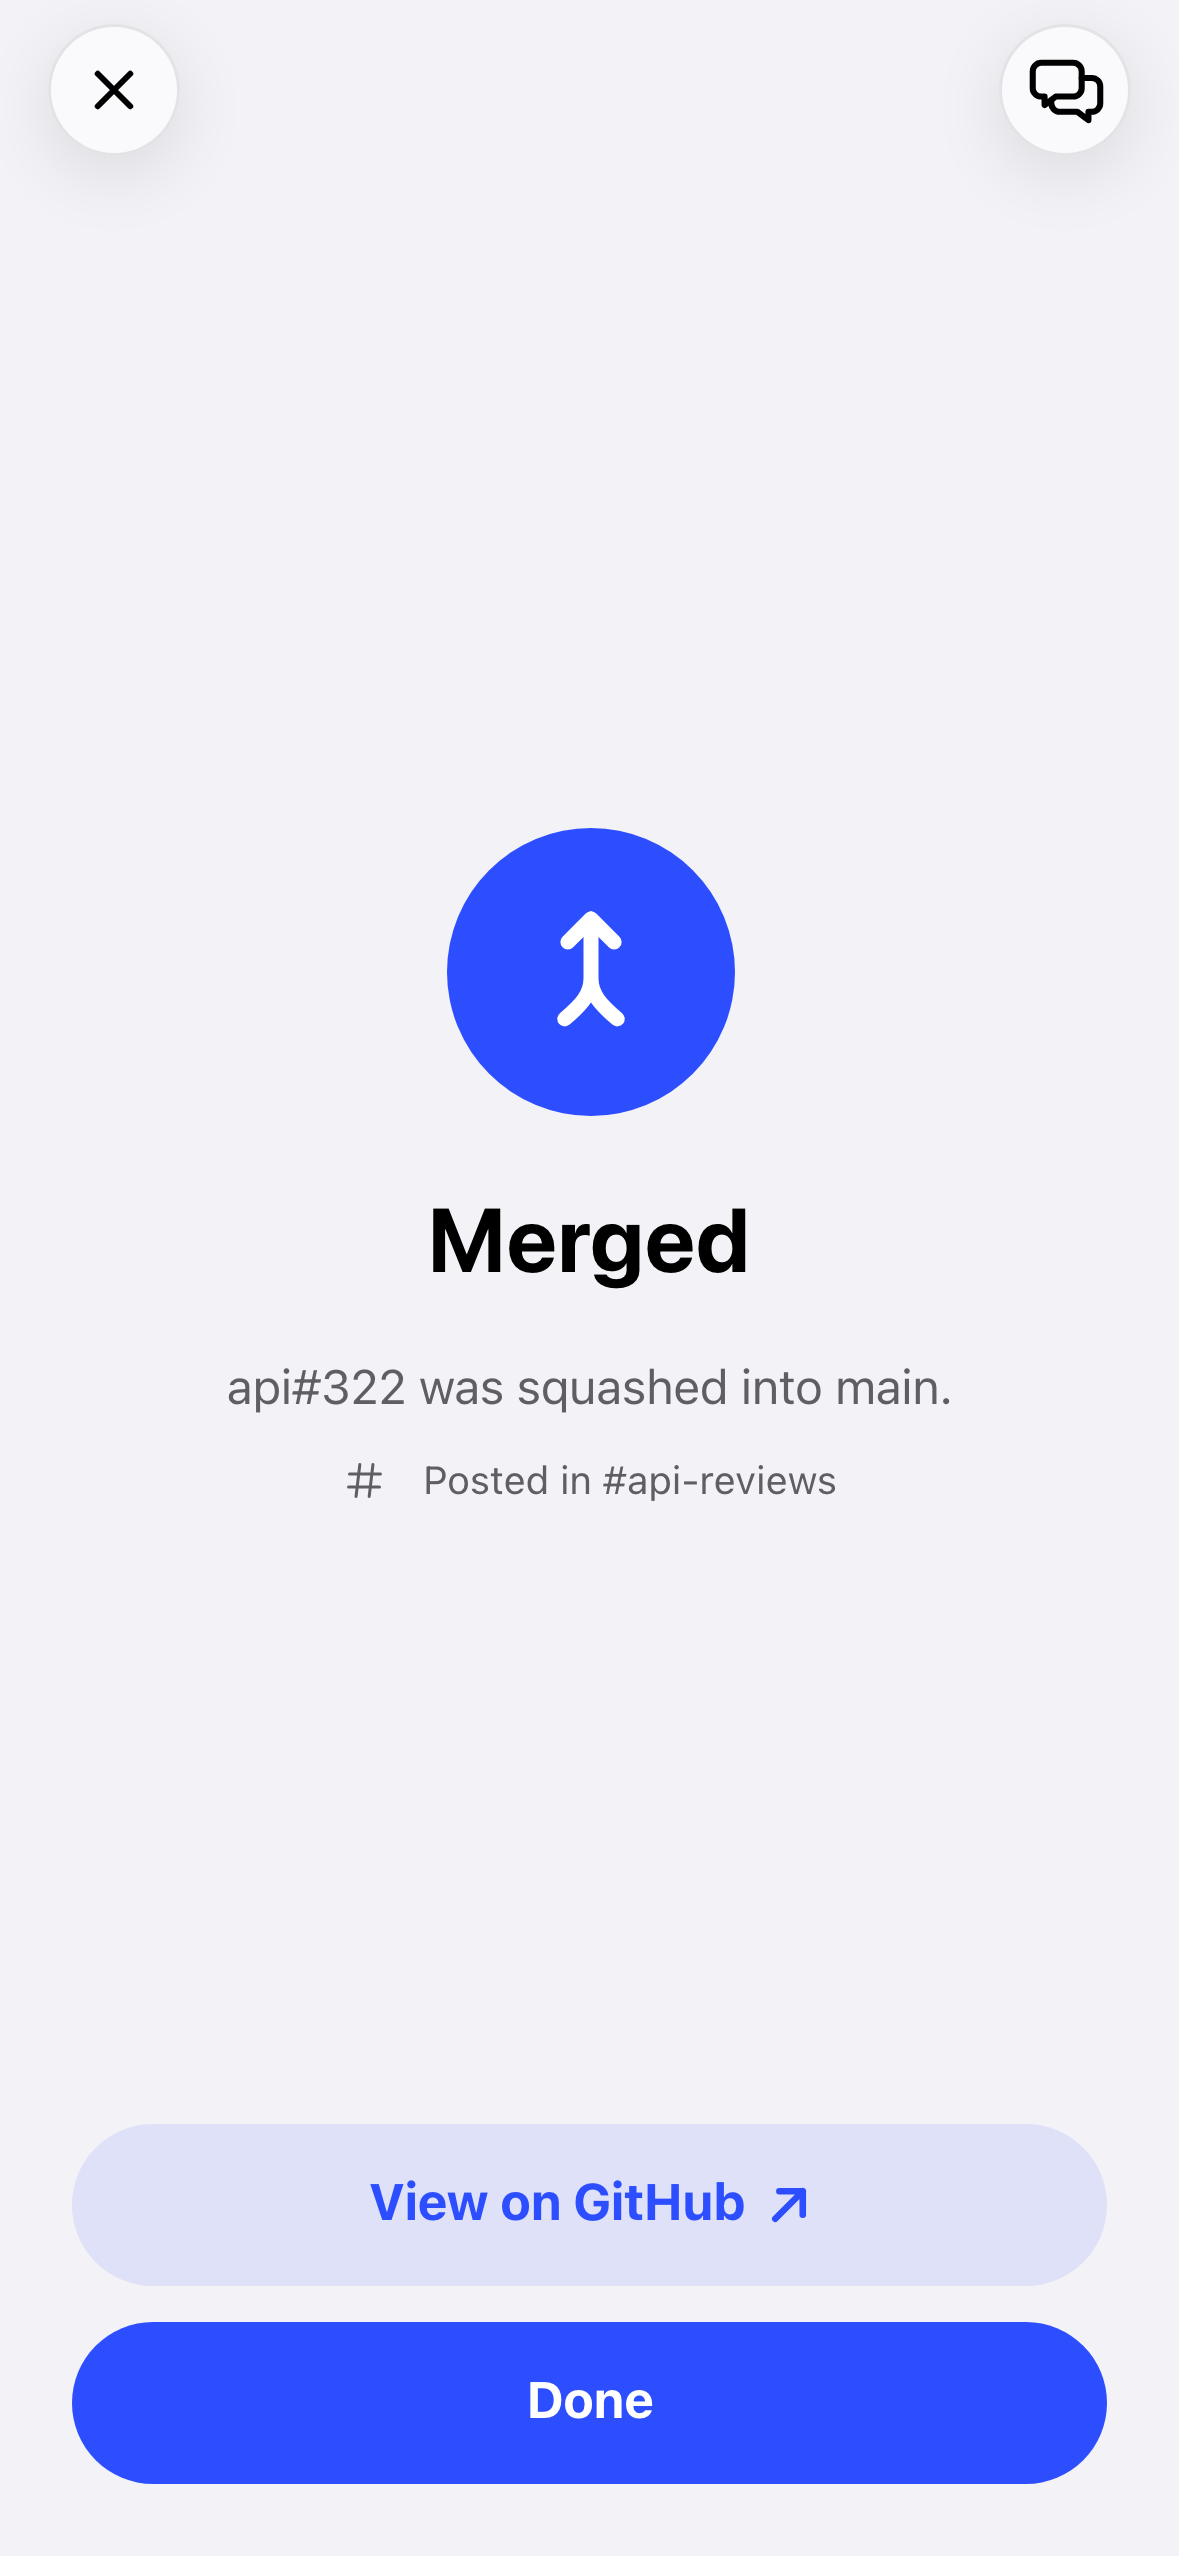 Merged
api#322 was squashed into main.
# Posted in #api-reviews
View on GitHub ↗
Done